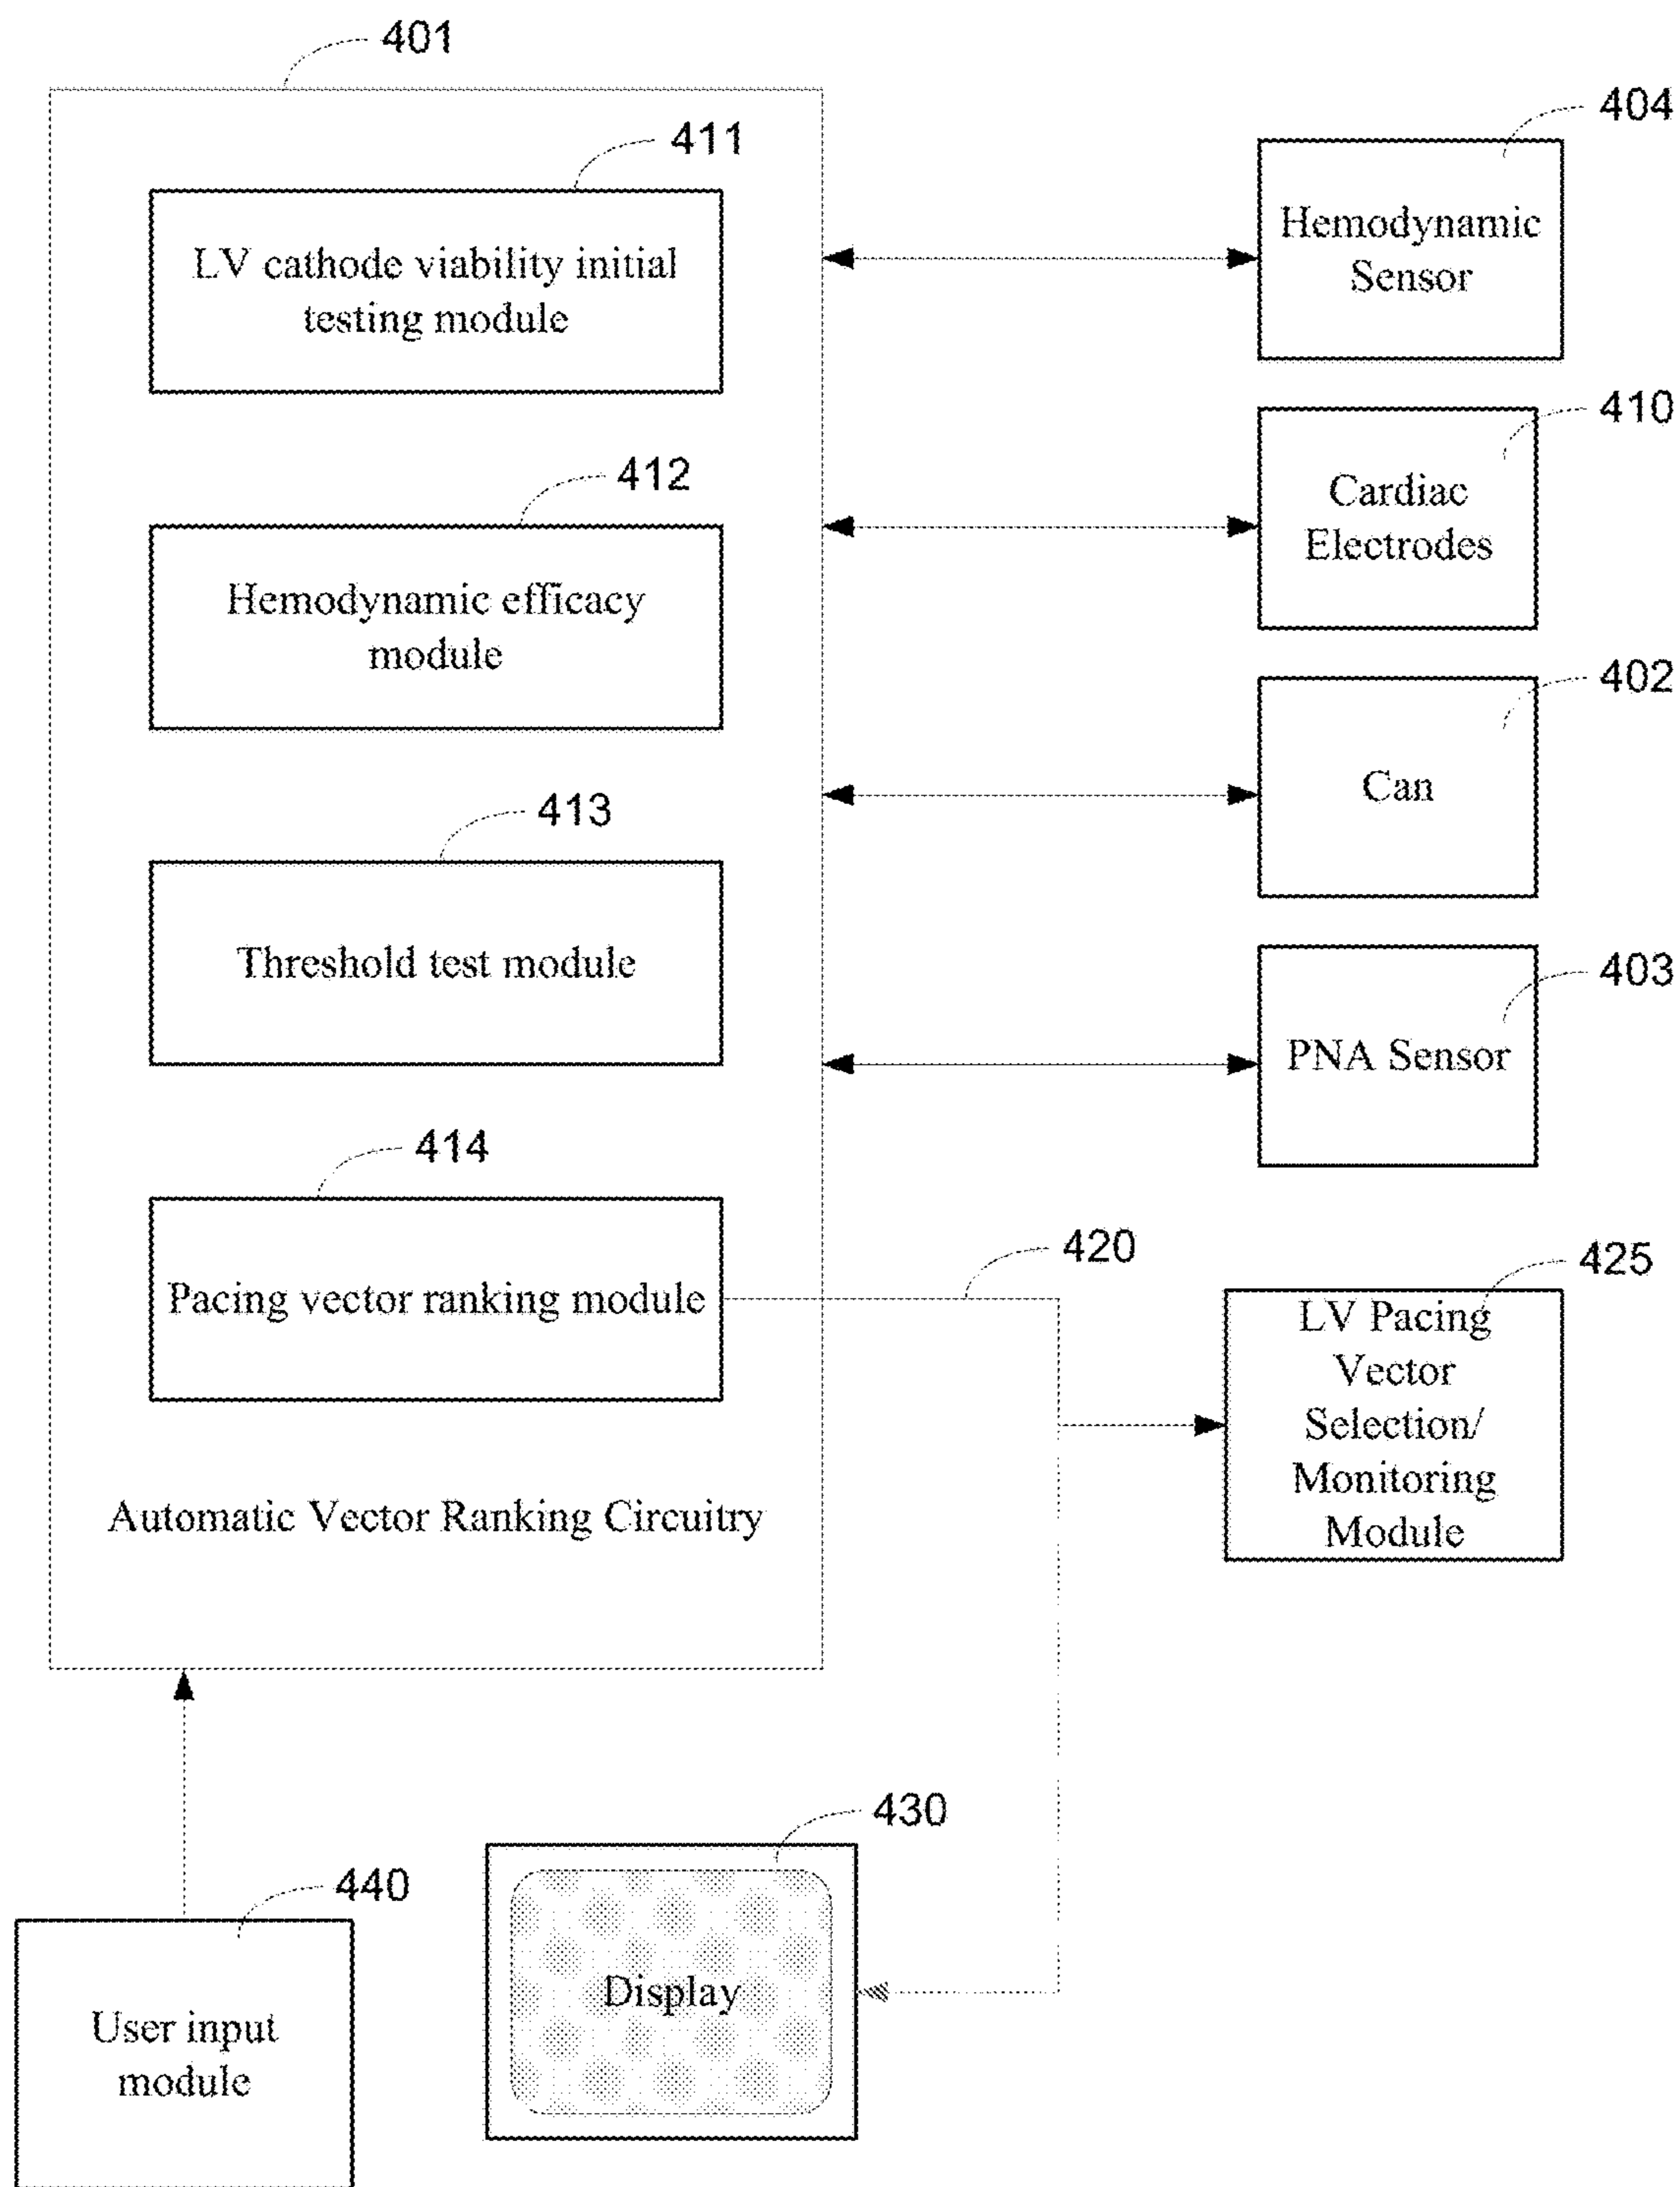 401
411
LV cathode viability initial
testing module
412
Hemodynamic efficacy
module
413
Threshold test module
414
Pacing vector ranking module
Automatic Vector Ranking Circuitry
404
Hemodynamic
Sensor
410
Cardiac
Electrodes
402
Can
403
PNA Sensor
420
425
LV Pacing
Vector
Selection/
Monitoring
Module
430
Display
440
User input
module